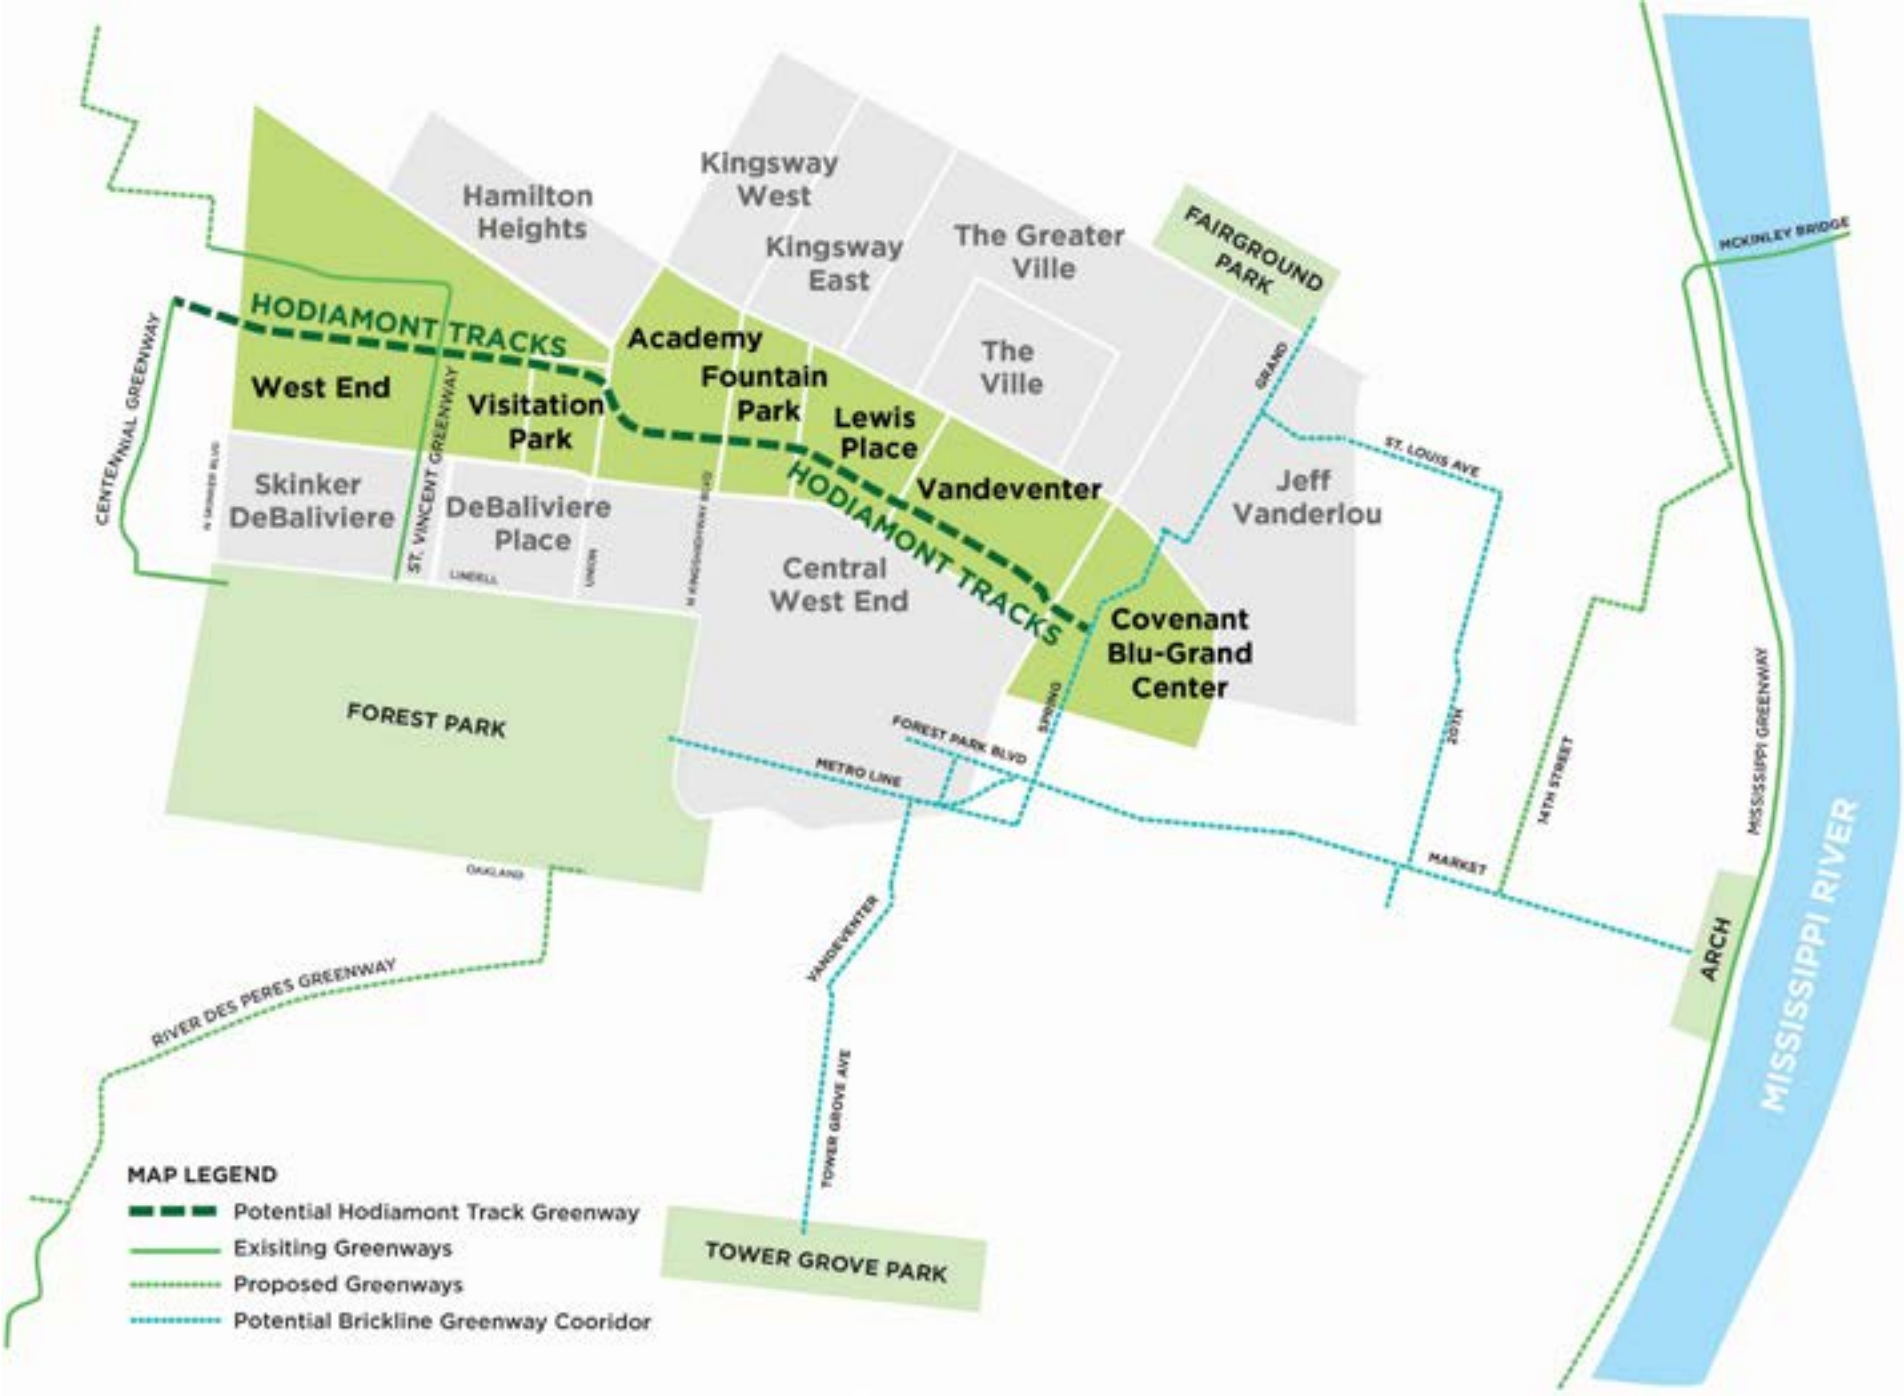 Kingsway
West
Hamilton
Heights
FAIRGROUND
PARK
MCKINLEY BRIDGE
Kingsway
East
The Greater
Ville
HODIAMONT TRACKS
Academy
The
Ville
GRAND
CENTENNIAL GREENWAY
West End
Visitation
Park
Fountain
Park
Lewis
Place
ST. VINCENT GREENWAY
N SKINKER BLVD
ST. LOUIS AVE
Vandeventer
Jeff
Vanderlou
Skinker
DeBaliviere
DeBaliviere
Place
HODIAMONT TRACKS
N KINGSHIGHWAY BLVD
LINDELL
UNION
Central
West End
Covenant
Blu-Grand
Center
FOREST PARK
SPRING
FOREST PARK BLVD
METRO LINE
20TH
14TH STREET
MISSISSIPPI GREENWAY
MARKET
OAKLAND
VANDEVENTER
ARCH
MISSISSIPPI RIVER
RIVER DES PERES GREENWAY
TOWER GROVE AVE
MAP LEGEND
Potential Hodiamont Track Greenway
Exisiting Greenways
Proposed Greenways
Potential Brickline Greenway Cooridor
TOWER GROVE PARK